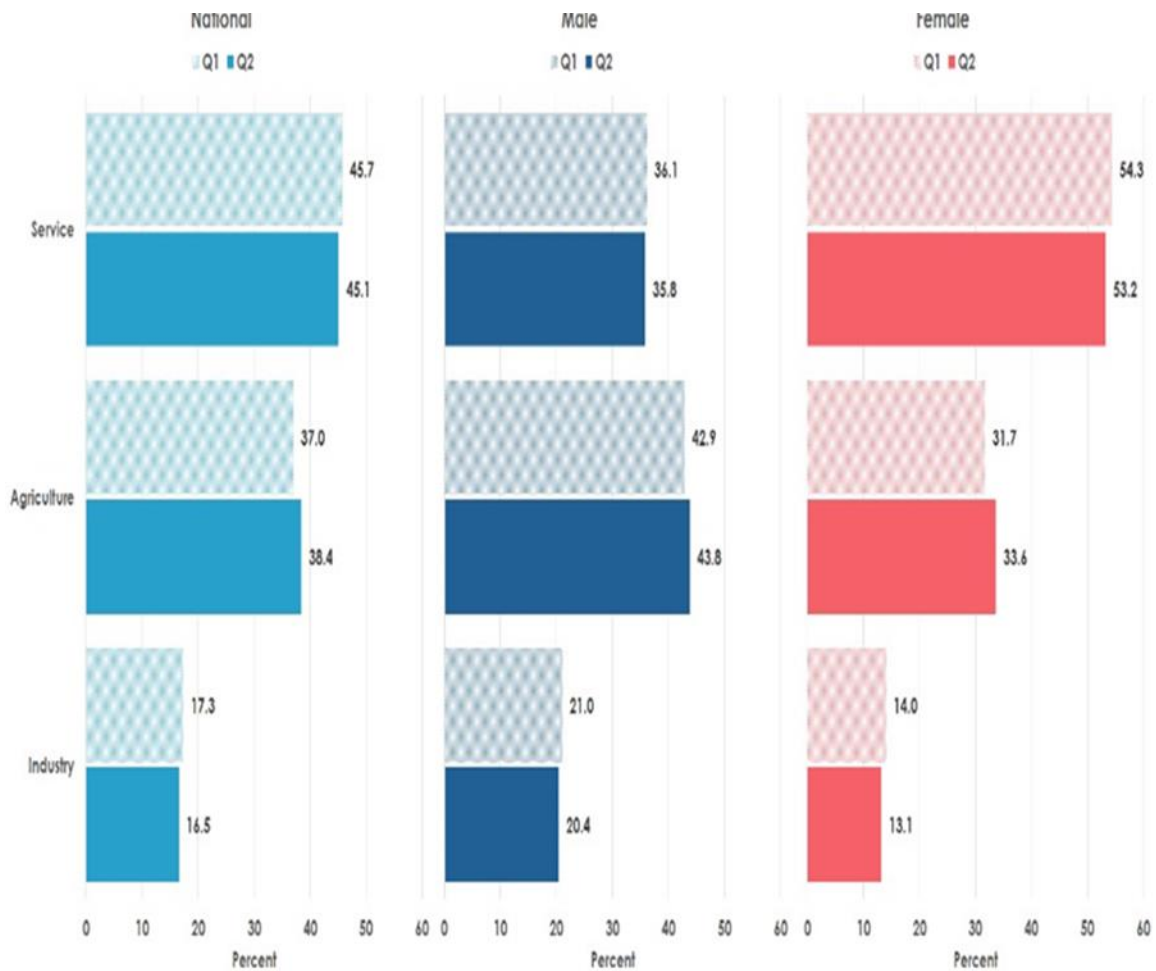 National Male Female
Q1 Q2 Q1 Q2 Q1 Q2
45.7 36.1 54.3
Service
45.1 35.8 53.2
37.0 42.9 31.7
Agriculture
38.4 43.8 33.6
17.3 21.0 14.0
Industry
16.5 20.4 13.1
0 10 20 30 40 50 60 0 10 20 30 40 50 60 0 10 20 30 40 50 60
Percent Percent Percent